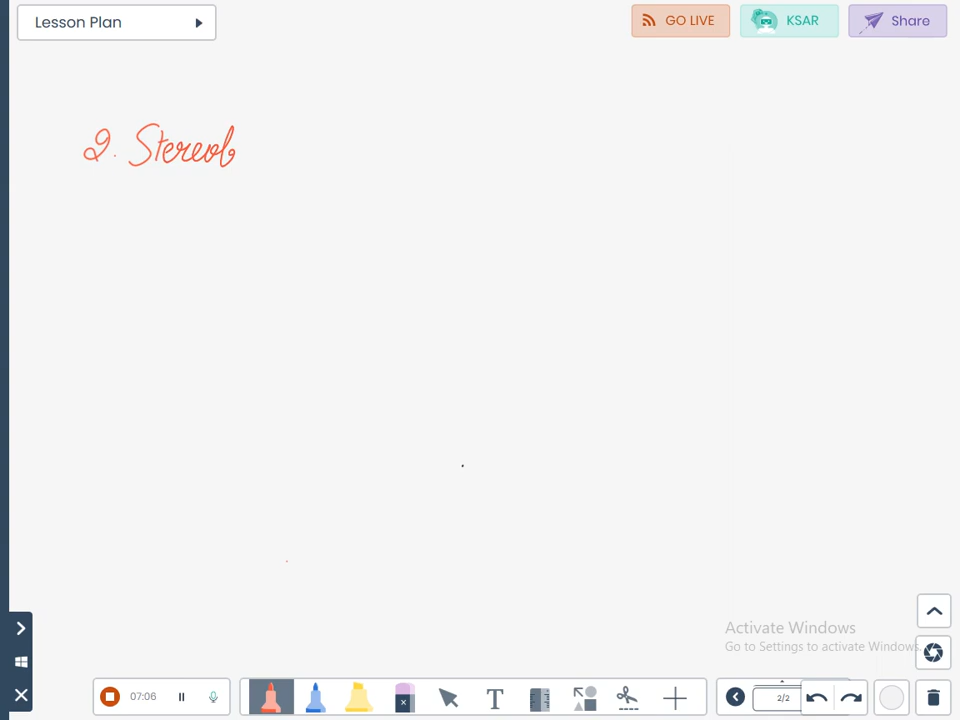 Lesson Plan
GO LIVE
KSAR
Share
2. Stereob
Activate Windows
Go to Settings to activate Windows.
07:06
T
2/2